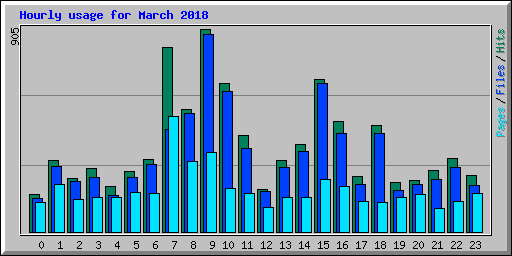 Hourly usage for March 2018
905
Pages / Files / Hits
0 1 2 3 4 5 6 7 8 9 10 11 12 13 14 15 16 17 18 19 20 21 22 23